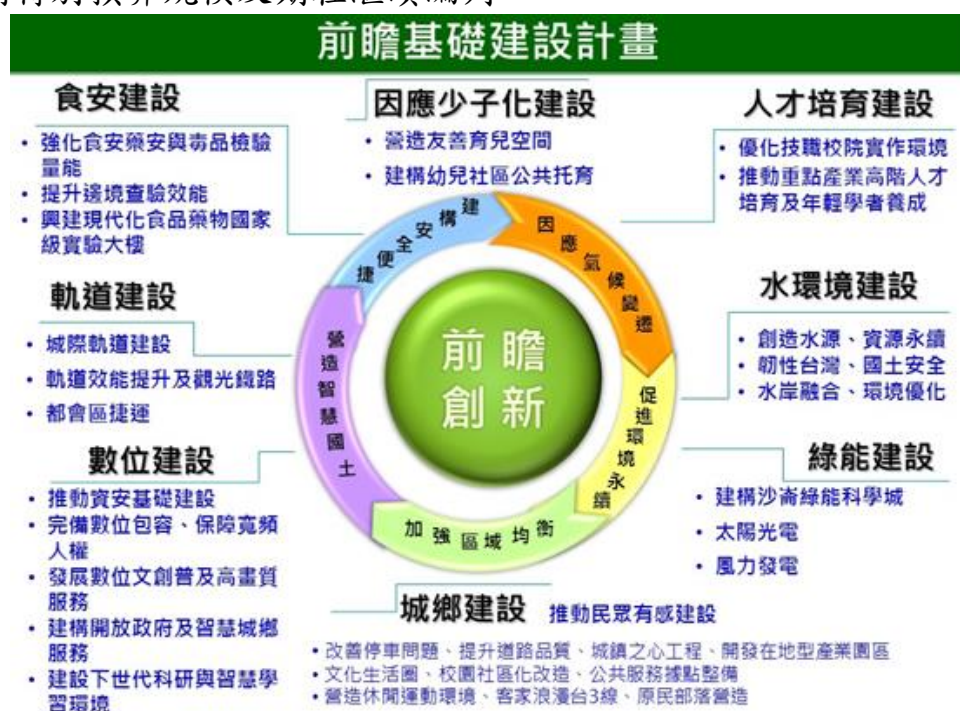 前瞻基礎建設計畫
食安建設
• 強化食安藥安與毒品檢驗
量能
• 提升邊境查驗效能
• 興建現代化食品藥物國家
級實驗大樓
因應少子化建設
• 營造友善育兒空間
• 建構幼兒社區公共托育
人才培育建設
• 優化技職校院實作環境
• 推動重點產業高階人才
培育及年輕學者養成
軌道建設
• 城際軌道建設
• 軌道效能提升及觀光鐵路
• 都會區捷運
建構安全便捷
因應氣候變遷
促進環境永續
加強區域均衡
營造智慧國土
前瞻
創新
水環境建設
• 創造水源、資源永續
• 韌性台灣、國土安全
• 水岸融合、環境優化
數位建設
• 推動資安基礎建設
• 完備數位包容、保障寬頻
人權
• 發展數位文創普及高畫質
服務
• 建構開放政府及智慧城鄉
服務
• 建設下世代科研與智慧學
習環境
綠能建設
• 建構沙崙綠能科學城
• 太陽光電
• 風力發電
城鄉建設 推動民眾有感建設
• 改善停車問題、提升道路品質、城鎮之心工程、開發在地型產業園區
• 文化生活圈、校園社區化改造、公共服務據點整備
• 營造休閒運動環境、客家浪漫台3線、原民部落營造